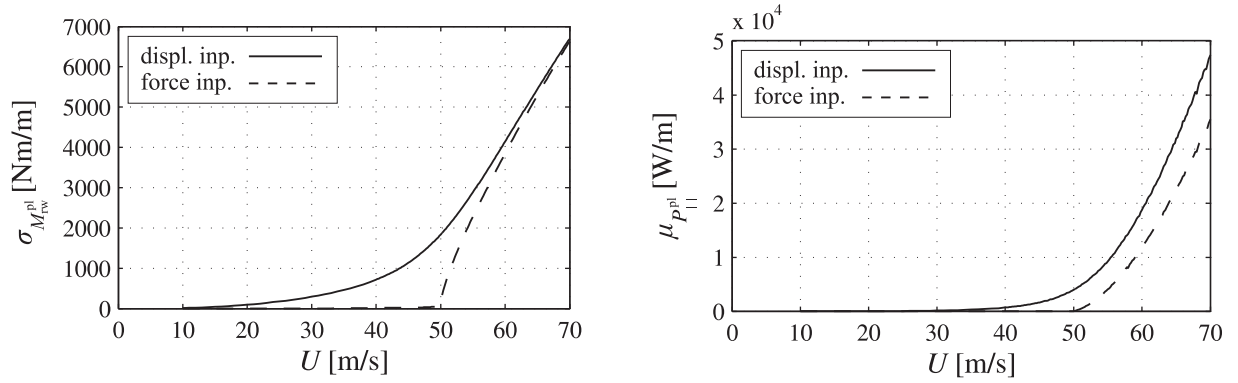 7000
6000
5000
4000
3000
2000
1000
0
displ. inp.
force inp.
σ_{M_{rw}^{pl}} [Nm/m]
0 10 20 30 40 50 60 70
U [m/s]
x 10^4
5
4
3
2
1
0
displ. inp.
force inp.
μ_{P_{||}^{pl}} [W/m]
0 10 20 30 40 50 60 70
U [m/s]